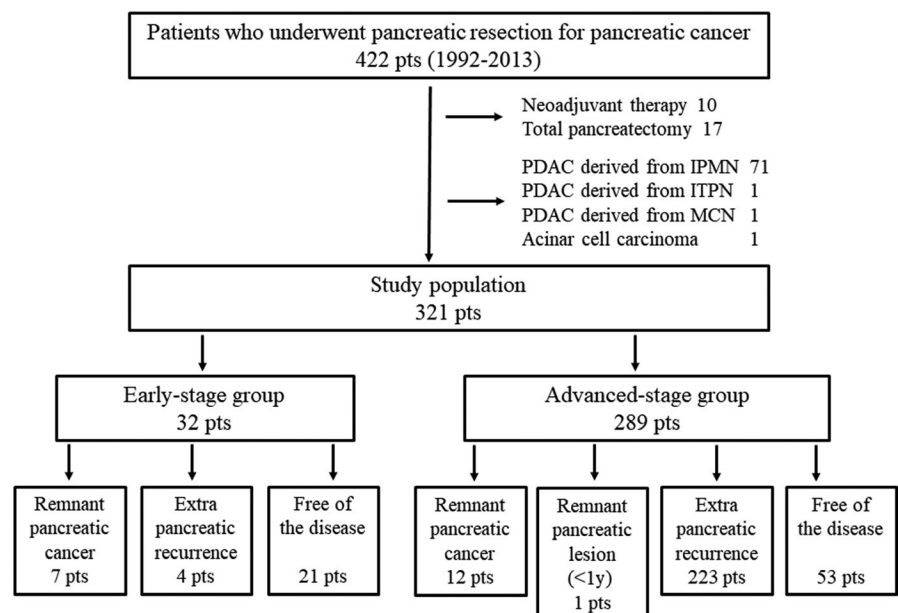 Patients who underwent pancreatic resection for pancreatic cancer
422 pts (1992-2013)
Neoadjuvant therapy 10
Total pancreatectomy 17
PDAC derived from IPMN 71
PDAC derived from ITPN 1
PDAC derived from MCN 1
Acinar cell carcinoma 1
Study population
321 pts
Early-stage group
32 pts
Advanced-stage group
289 pts
Remnant
pancreatic
cancer
7 pts
Extra
pancreatic
recurrence
4 pts
Free of
the disease
21 pts
Remnant
pancreatic
cancer
12 pts
Remnant
pancreatic
lesion
(<1y)
1 pts
Extra
pancreatic
recurrence
223 pts
Free of
the disease
53 pts